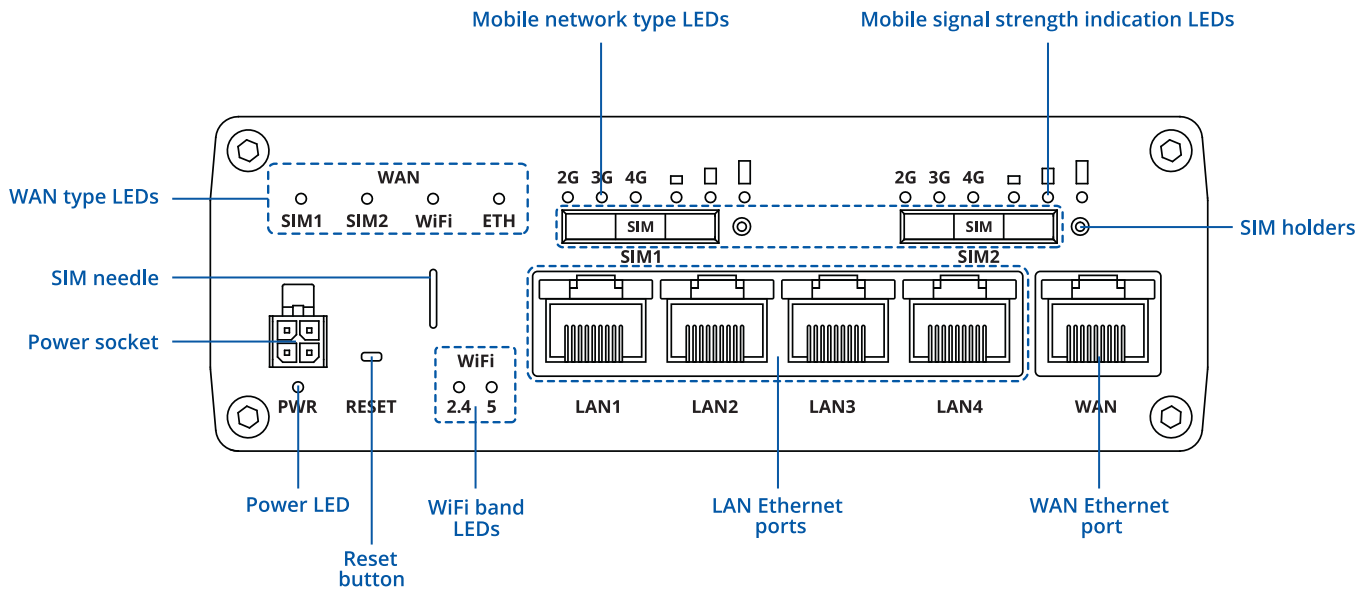 Mobile network type LEDs
Mobile signal strength indication LEDs
WAN type LEDs
WAN
SIM1 SIM2 WiFi ETH
2G 3G 4G
2G 3G 4G
SIM
SIM
SIM holders
SIM1
SIM2
SIM needle
Power socket
WiFi
2.4 5
PWR
RESET
LAN1
LAN2
LAN3
LAN4
WAN
Power LED
WiFi band
LEDs
LAN Ethernet
ports
WAN Ethernet
port
Reset
button